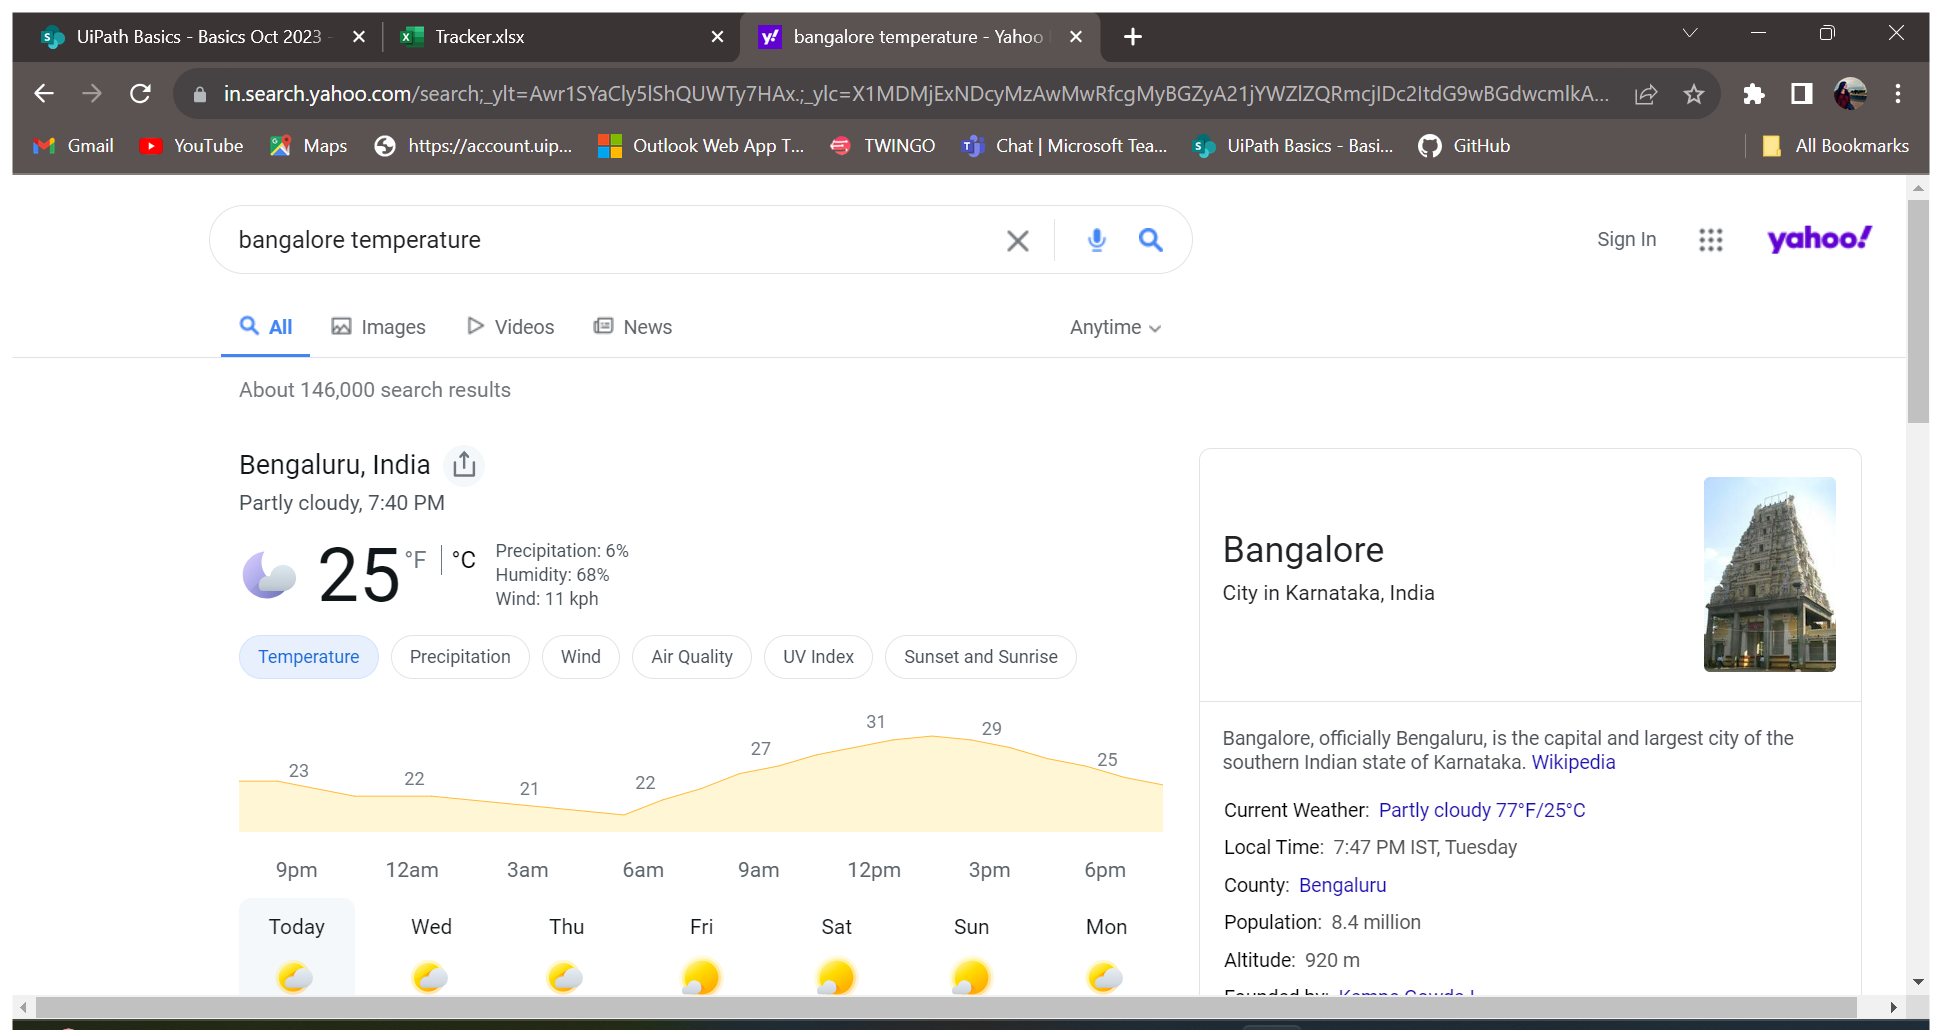 UiPath Basics - Basics Oct 2023 -
Tracker.xlsx
bangalore temperature - Yahoo
in.search.yahoo.com/search;_ylt=Awr1SYaCly5lShQUWTy7HAx.;_ylc=X1MDMjExNDcyMzAwMwRfcgMyBGZyA21jYWZlZQRmcjIDc2ItdG9wBGdwcmlkA...
Gmail
YouTube
Maps
https://account.uip...
Outlook Web App T...
TWINGO
Chat | Microsoft Tea...
UiPath Basics - Basi...
GitHub
All Bookmarks
bangalore temperature
Sign In
yahoo!
All
Images
Videos
News
Anytime
About 146,000 search results
Bengaluru, India
Partly cloudy, 7:40 PM
25 °F | °C
Precipitation: 6%
Humidity: 68%
Wind: 11 kph
Temperature
Precipitation
Wind
Air Quality
UV Index
Sunset and Sunrise
23 22 21 22 27 31 29 25
9pm 12am 3am 6am 9am 12pm 3pm 6pm
Today Wed Thu Fri Sat Sun Mon
Bangalore
City in Karnataka, India
Bangalore, officially Bengaluru, is the capital and largest city of the
southern Indian state of Karnataka. Wikipedia
Current Weather: Partly cloudy 77°F/25°C
Local Time: 7:47 PM IST, Tuesday
County: Bengaluru
Population: 8.4 million
Altitude: 920 m
Founded by: Kempe Gowda I